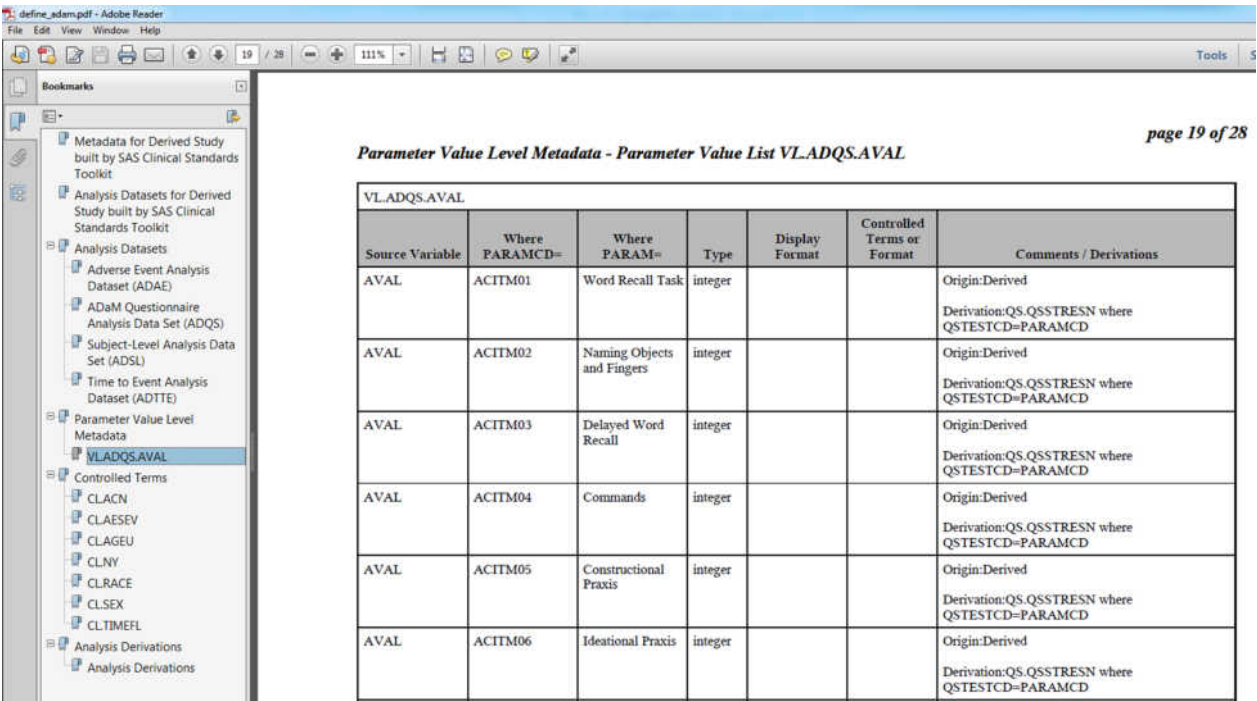 define_adam.pdf - Adobe Reader
File Edit View Window Help
19 / 28 111% Tools
Bookmarks
Metadata for Derived Study
built by SAS Clinical Standards
Toolkit
Analysis Datasets for Derived
Study built by SAS Clinical
Standards Toolkit
Analysis Datasets
Adverse Event Analysis
Dataset (ADAE)
ADaM Questionnaire
Analysis Data Set (ADQS)
Subject-Level Analysis Data
Set (ADSL)
Time to Event Analysis
Dataset (ADTTE)
Parameter Value Level
Metadata
VL.ADQS.AVAL
Controlled Terms
CL.ACN
CL.AESEV
CL.AGEU
CL.NY
CL.RACE
CL.SEX
CL.TIMEFL
Analysis Derivations
Analysis Derivations
page 19 of 28
Parameter Value Level Metadata - Parameter Value List VL.ADQS.AVAL
VL.ADQS.AVAL
Source Variable Where PARAMCD= Where PARAM= Type Display Format Controlled Terms or Format Comments / Derivations
AVAL ACITM01 Word Recall Task integer Origin:Derived
Derivation:QS.QSSTRESN where
QSTESTCD=PARAMCD
AVAL ACITM02 Naming Objects and Fingers integer Origin:Derived
Derivation:QS.QSSTRESN where
QSTESTCD=PARAMCD
AVAL ACITM03 Delayed Word Recall integer Origin:Derived
Derivation:QS.QSSTRESN where
QSTESTCD=PARAMCD
AVAL ACITM04 Commands integer Origin:Derived
Derivation:QS.QSSTRESN where
QSTESTCD=PARAMCD
AVAL ACITM05 Constructional Praxis integer Origin:Derived
Derivation:QS.QSSTRESN where
QSTESTCD=PARAMCD
AVAL ACITM06 Ideational Praxis integer Origin:Derived
Derivation:QS.QSSTRESN where
QSTESTCD=PARAMCD